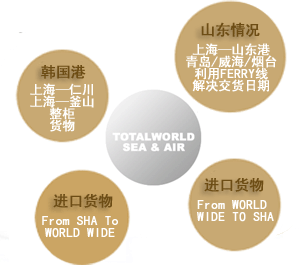 山东情况
上海—山东港
青岛/威海/烟台
利用FERRY线
解决交货日期
韩国港
上海—仁川
上海—釜山
整柜
货物
TOTALWORLD
SEA & AIR
进口货物
From SHA To
WORLD WIDE
进口货物
From WORLD
WIDE TO SHA